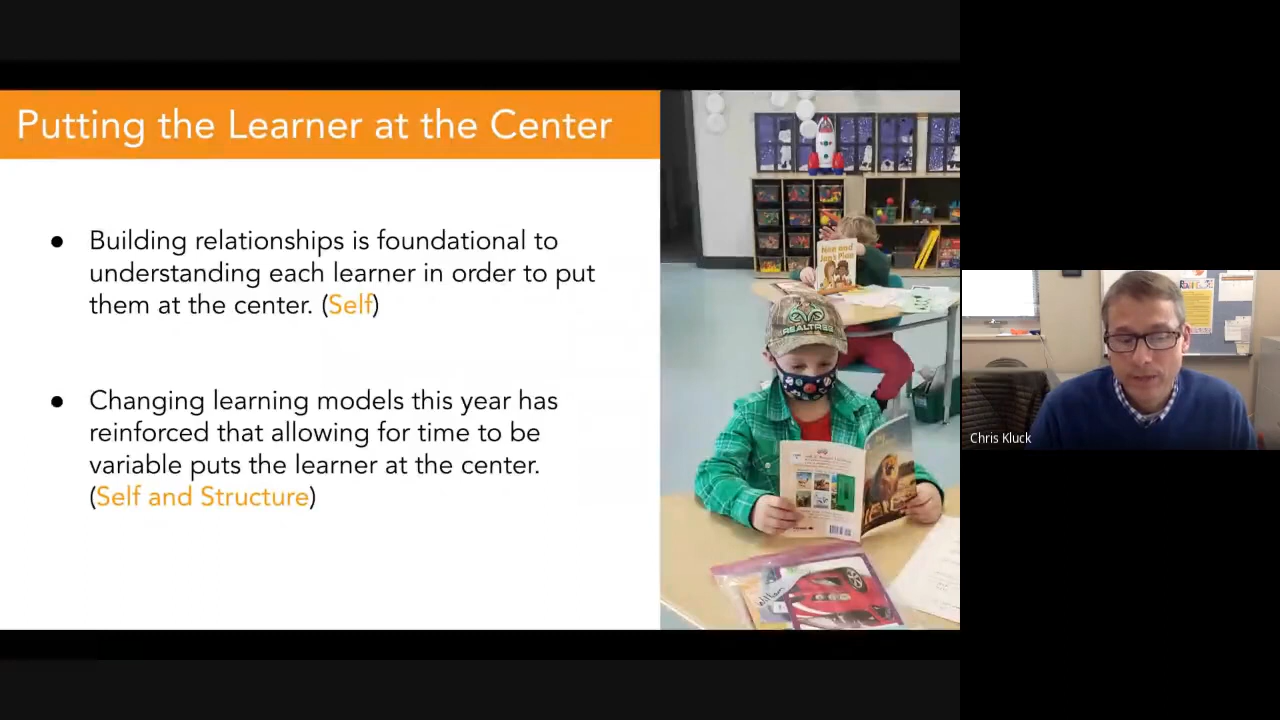 Putting the Learner at the Center
● Building relationships is foundational to
understanding each learner in order to put
them at the center. (Self)
● Changing learning models this year has
reinforced that allowing for time to be
variable puts the learner at the center.
(Self and Structure)
REALTREE
Chris Kluck